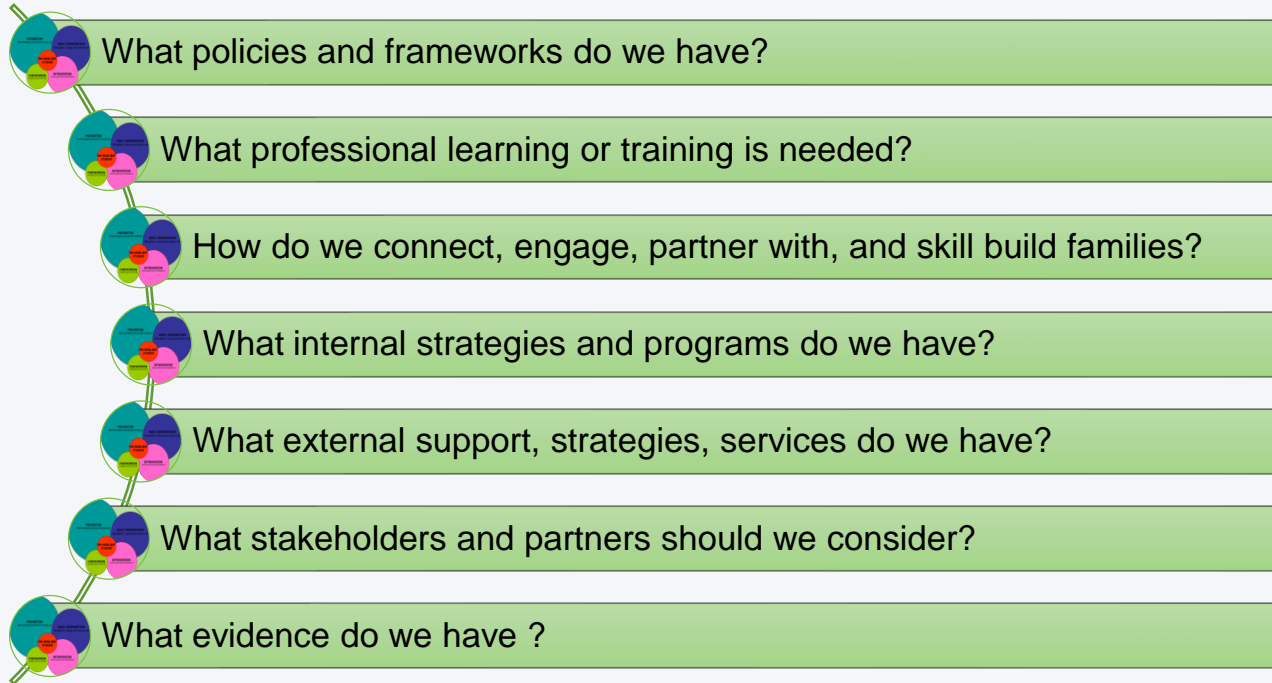 What policies and frameworks do we have?
What professional learning or training is needed?
How do we connect, engage, partner with, and skill build families?
What internal strategies and programs do we have?
What external support, strategies, services do we have?
What stakeholders and partners should we consider?
What evidence do we have ?